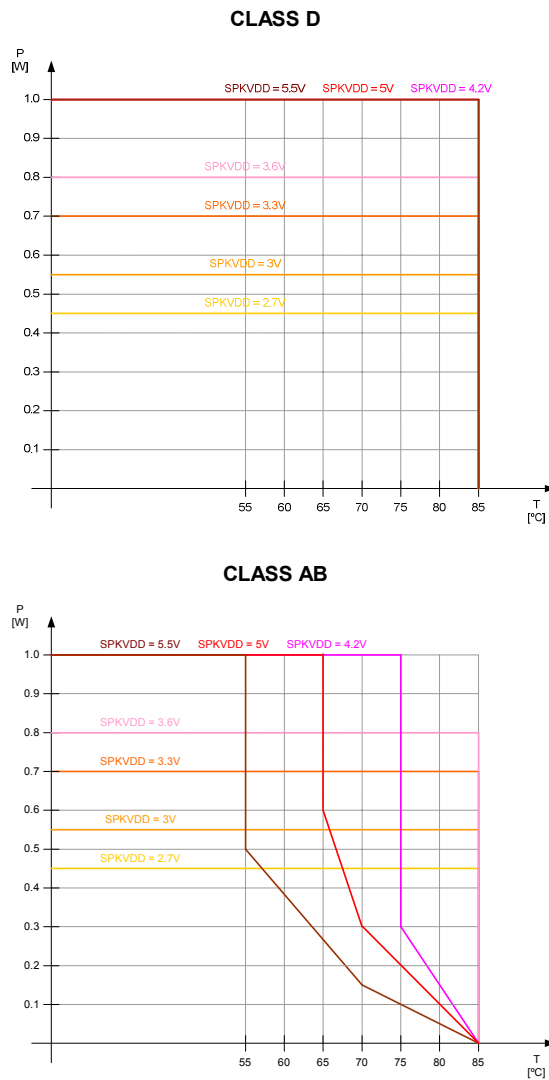 CLASS D
P
[W]
SPKVDD = 5.5V SPKVDD = 5V SPKVDD = 4.2V
1.0
0.9
SPKVDD = 3.6V
0.8
SPKVDD = 3.3V
0.7
0.6
SPKVDD = 3V
0.5
SPKVDD = 2.7V
0.4
0.3
0.2
0.1
55 60 65 70 75 80 85
T
[ºC]
CLASS AB
P
[W]
SPKVDD = 5.5V SPKVDD = 5V SPKVDD = 4.2V
1.0
0.9
SPKVDD = 3.6V
0.8
SPKVDD = 3.3V
0.7
0.6
SPKVDD = 3V
0.5
SPKVDD = 2.7V
0.4
0.3
0.2
0.1
55 60 65 70 75 80 85
T
[ºC]